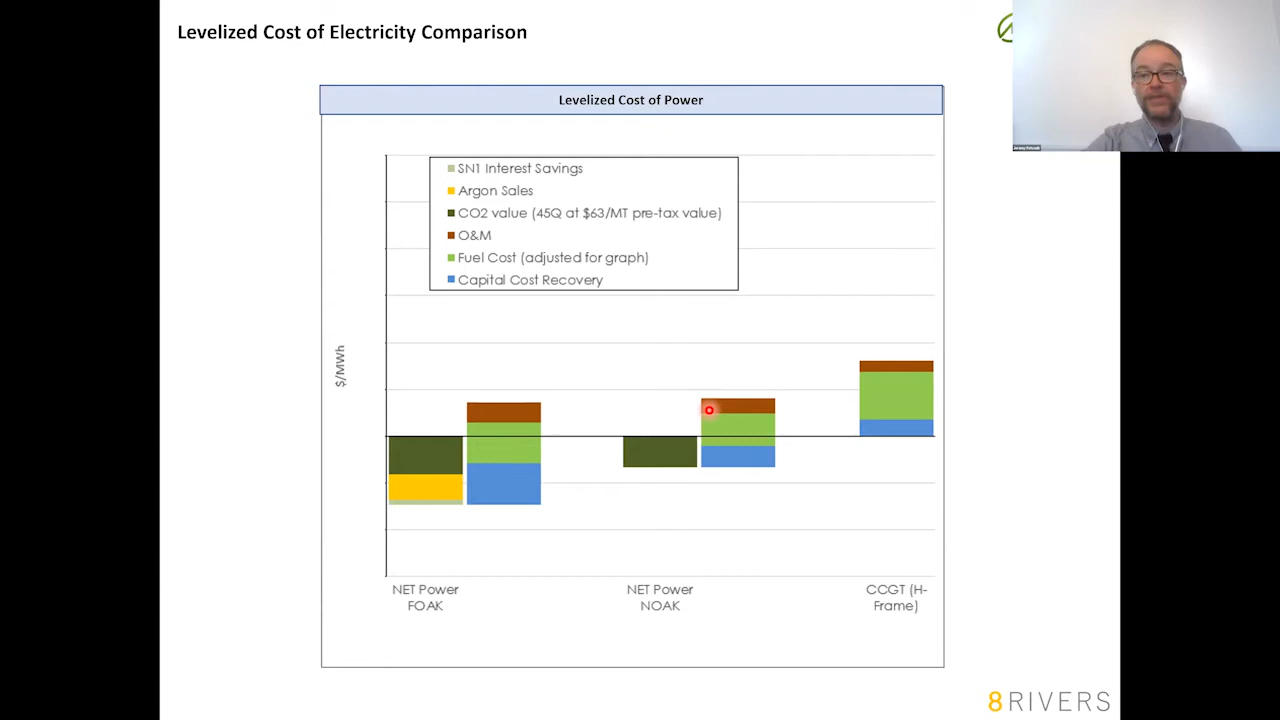 Levelized Cost of Electricity Comparison
Levelized Cost of Power
SN1 Interest Savings
Argon Sales
CO2 value (45Q at $63/MT pre-tax value)
O&M
Fuel Cost (adjusted for graph)
Capital Cost Recovery
$/MWh
NET Power
FOAK
NET Power
NOAK
CCGT (H-
Frame)
8RIVERS